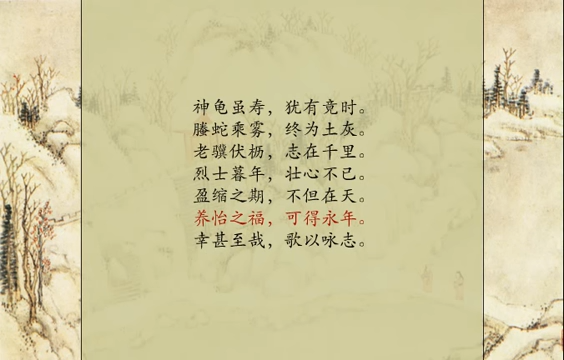 神龟虽寿，犹有竟时。
螣蛇乘雾，终为土灰。
老骥伏枥，志在千里。
烈士暮年，壮心不已。
盈缩之期，不但在天。
养怡之福，可得永年。
幸甚至哉，歌以咏志。